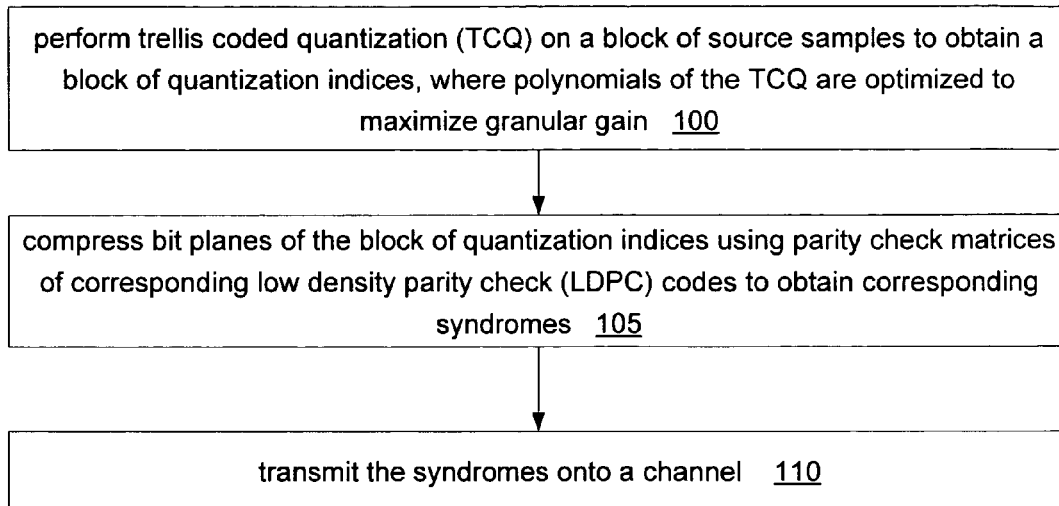 perform trellis coded quantization (TCQ) on a block of source samples to obtain a
block of quantization indices, where polynomials of the TCQ are optimized to
maximize granular gain 100
compress bit planes of the block of quantization indices using parity check matrices
of corresponding low density parity check (LDPC) codes to obtain corresponding
syndromes 105
transmit the syndromes onto a channel 110